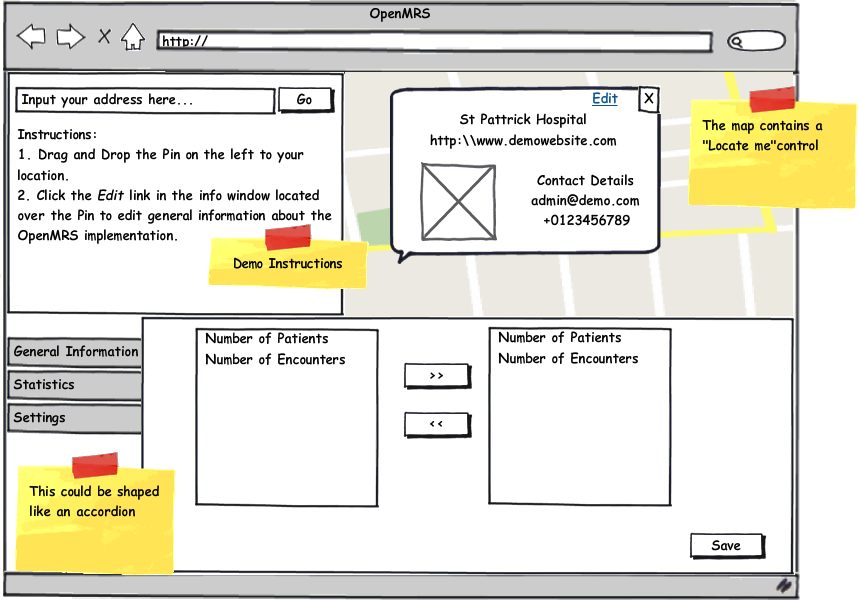 OpenMRS
http://
Input your address here...
Go
Instructions:
1. Drag and Drop the Pin on the left to your
location.
2. Click the Edit link in the info window located
over the Pin to edit general information about the
OpenMRS implementation.
Demo Instructions
Edit
X
St Pattrick Hospital
http:\\www.demowebsite.com
Contact Details
admin@demo.com
+0123456789
The map contains a
"Locate me"control
General Information
Statistics
Settings
This could be shaped
like an accordion
Number of Patients
Number of Encounters
>>
<<
Number of Patients
Number of Encounters
Save